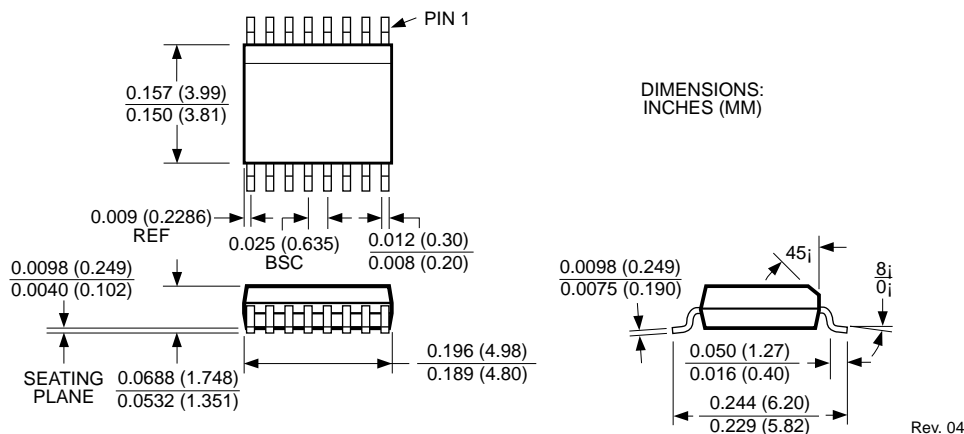 PIN 1
0.157 (3.99)
0.150 (3.81)
DIMENSIONS:
INCHES (MM)
0.009 (0.2286)
REF
0.025 (0.635)
BSC
0.012 (0.30)
0.008 (0.20)
0.0098 (0.249)
0.0040 (0.102)
SEATING
PLANE
0.0688 (1.748)
0.0532 (1.351)
0.196 (4.98)
0.189 (4.80)
0.0098 (0.249)
0.0075 (0.190)
45¡
8¡
0¡
0.050 (1.27)
0.016 (0.40)
0.244 (6.20)
0.229 (5.82)
Rev. 04